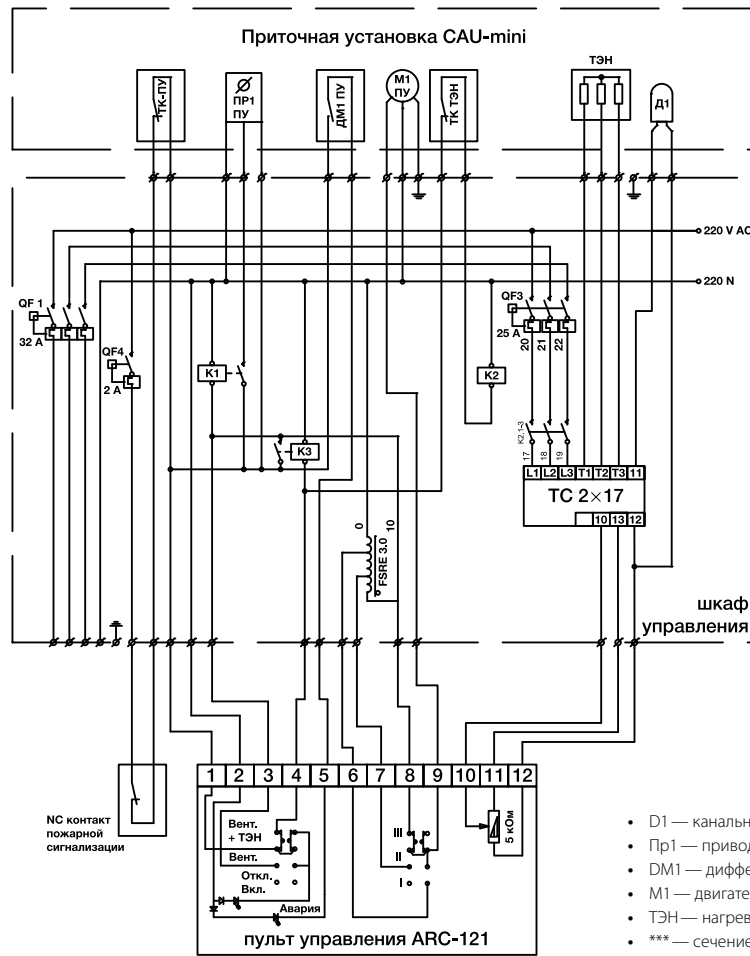 Приточная установка CAU-mini
ТК-ПУ
ПР1
ПУ
ДМ1 ПУ
М1
ПУ
ТК ТЭН
ТЭН
Д1
220 V AC
220 N
QF 1
32 A
QF4
2 A
K1
K3
K2
QF3
25 A
20
21
22
K2.1-3
17
18
19
L1 L2 L3 T1 T2 T3 11
TC 2×17
10 13 12
0
10
FSRE 3.0
шкаф
управления
NC контакт
пожарной
сигнализации
1 2 3 4 5 6 7 8 9 10 11 12
Вент.
+ ТЭН
Вент.
Откл.
Вкл.
Авария
III
II
I
5 кОм
пульт управления ARC-121
• D1 — канальн
• Пр1 — привод
• DM1 — диффе
• M1 — двигате
• ТЭН — нагрев
• *** — сечение